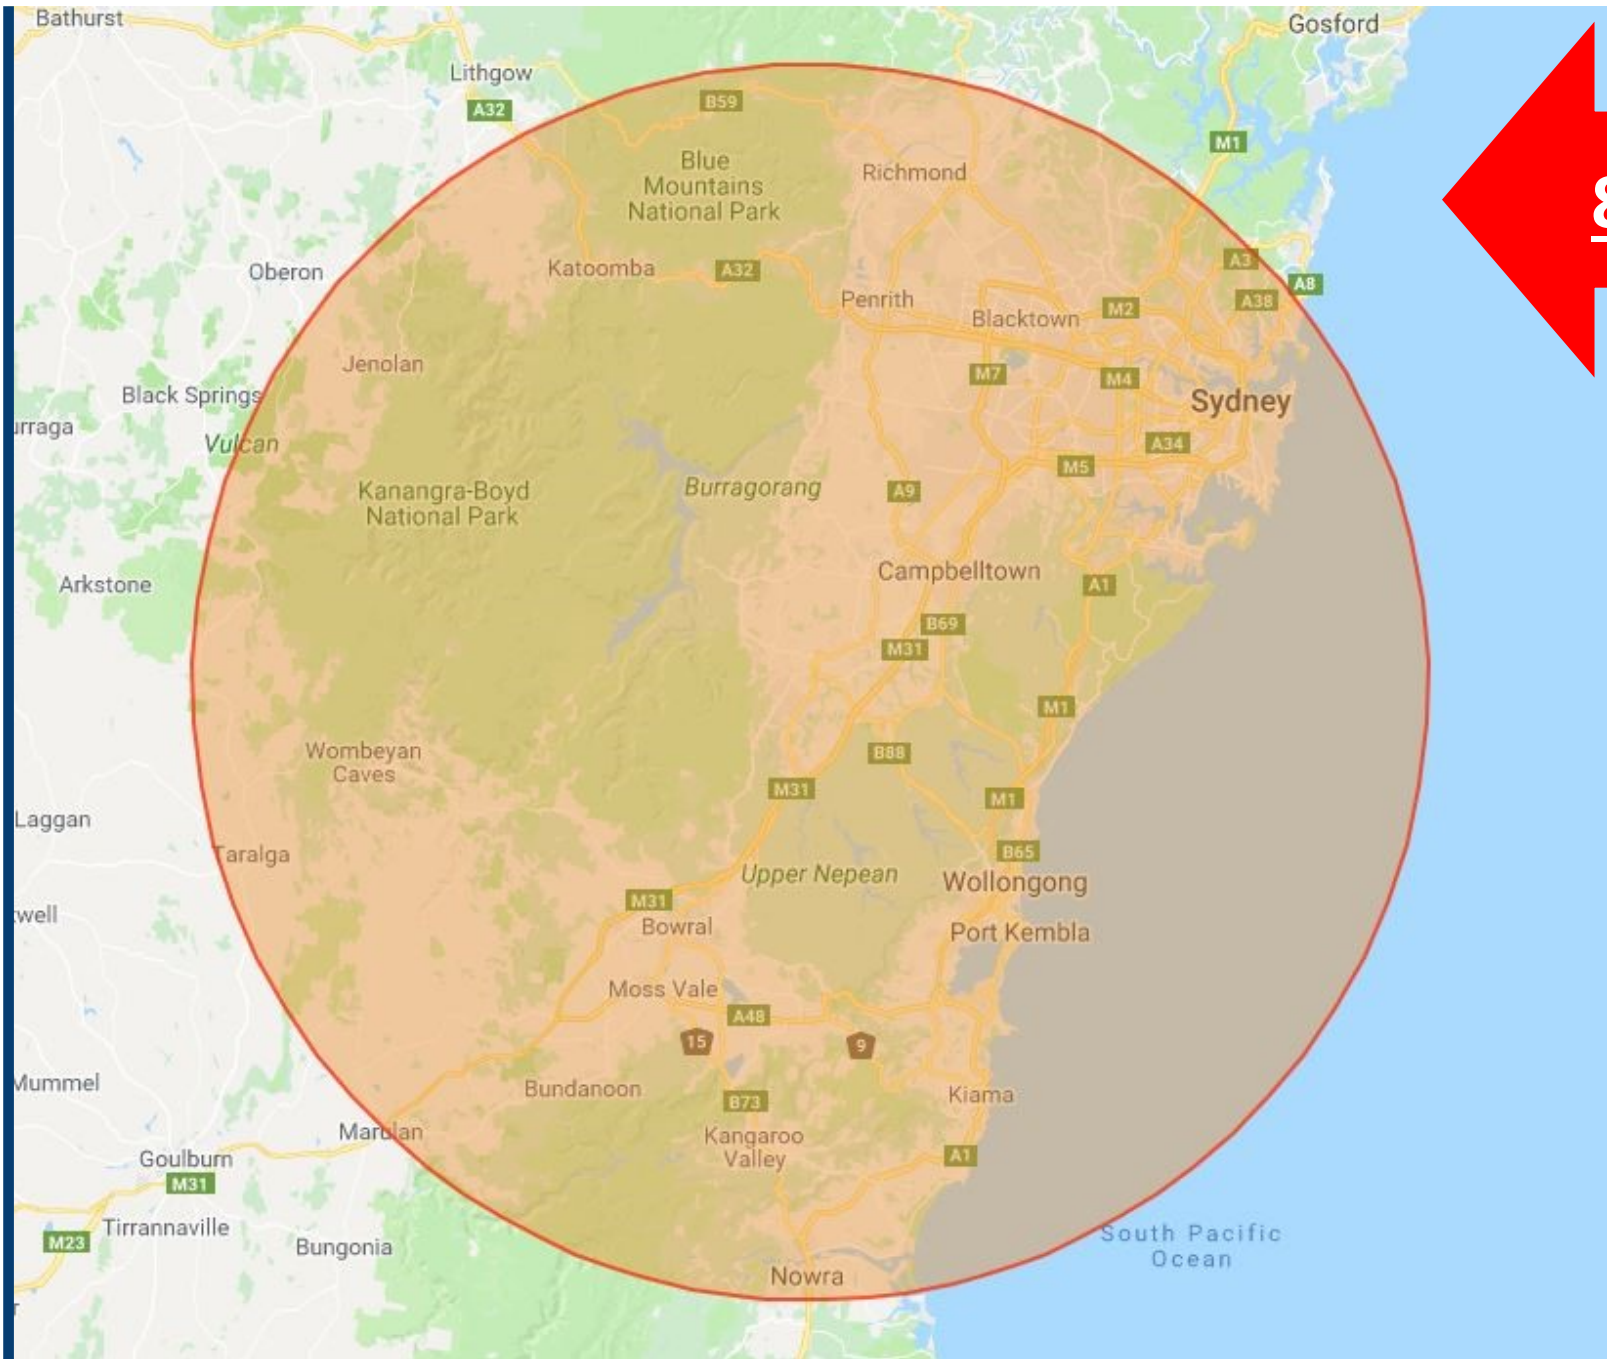 Bathurst
Gosford
Lithgow
A32
B59
M1
Blue
Mountains
National Park
Richmond
8
Oberon
Katoomba
A32
A3
A8
Penrith
A38
M2
Blacktown
Jenolan
M7
M4
Black Springs
Sydney
urraga
Vulcan
A34
M5
Kanangra-Boyd
National Park
Burragorang
A9
Arkstone
Campbelltown
A1
B69
M31
M1
Wombeyan
Caves
B88
M31
M1
Laggan
Taralga
B65
Upper Nepean
Wollongong
M31
well
Bowral
Port Kembla
Moss Vale
A48
15
9
Mummel
Bundanoon
Kiama
B73
Marulan
Kangaroo
Valley
Goulburn
A1
M31
Tirrannaville
M23
Bungonia
South Pacific
Ocean
Nowra
r